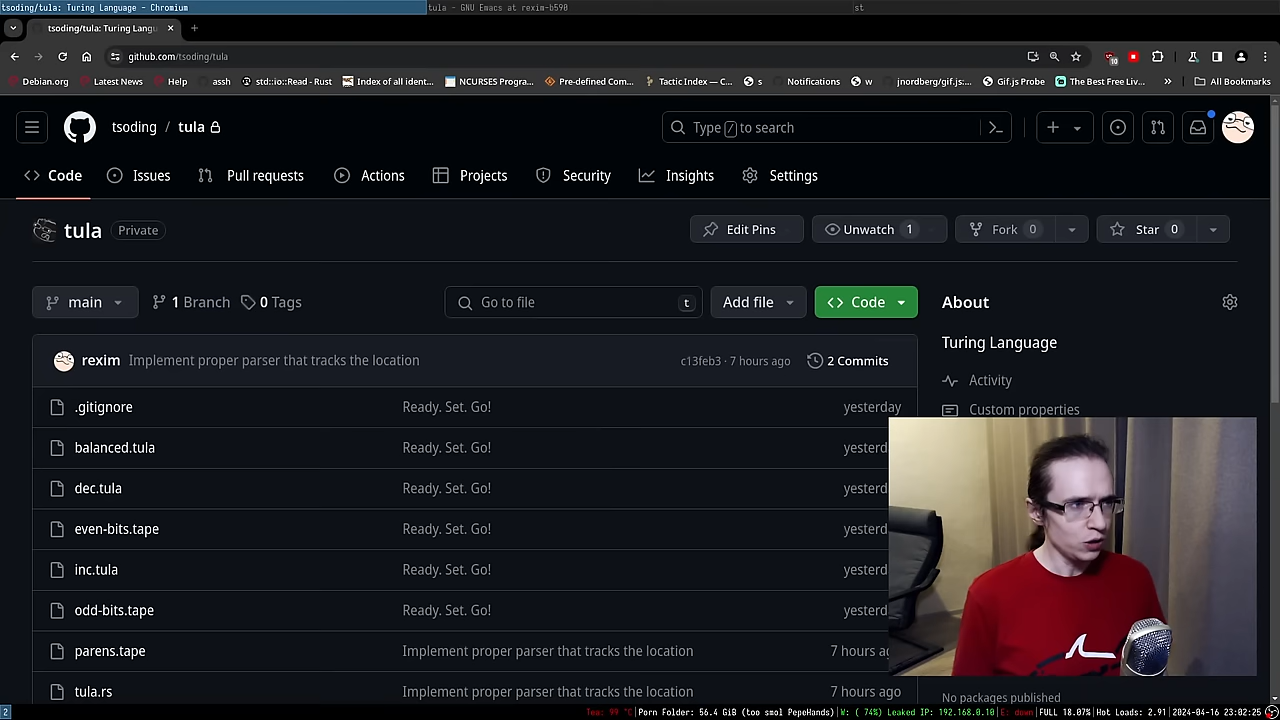 tsoding/tula: Turing Language - Chromium
tula - GNU Emacs at rexim-b590
st
tsoding/tula: Turing Langu
github.com/tsoding/tula
Debian.org
Latest News
Help
assh
std::io::Read - Rust
Index of all ident...
NCURSES Progra...
Pre-defined Com...
Tactic Index — C...
s
Notifications
w
jnordberg/gif.js:...
Gif.js Probe
The Best Free Liv...
»
All Bookmarks
tsoding / tula
Type / to search
Code
Issues
Pull requests
Actions
Projects
Security
Insights
Settings
tula Private
Edit Pins
Unwatch 1
Fork 0
Star 0
main
1 Branch
0 Tags
Go to file t
Add file
<> Code
About
Turing Language
Activity
Custom properties
rexim Implement proper parser that tracks the location c13feb3 · 7 hours ago 2 Commits
.gitignore Ready. Set. Go! yesterday
balanced.tula Ready. Set. Go! yesterd
dec.tula Ready. Set. Go! yesterd
even-bits.tape Ready. Set. Go! yesterd
inc.tula Ready. Set. Go! yesterd
odd-bits.tape Ready. Set. Go! yesterd
parens.tape Implement proper parser that tracks the location 7 hours ag
tula.rs Implement proper parser that tracks the location 7 hours ago
No packages published
2
Tea: 99 °C|Porn Folder: 56.4 GiB (too smol PepeHands)|W: ( 74%) Leaked IP: 192.168.0.10|E: down|FULL 18.07%|Hot Loads: 2.91|2024-04-16 23:02:25